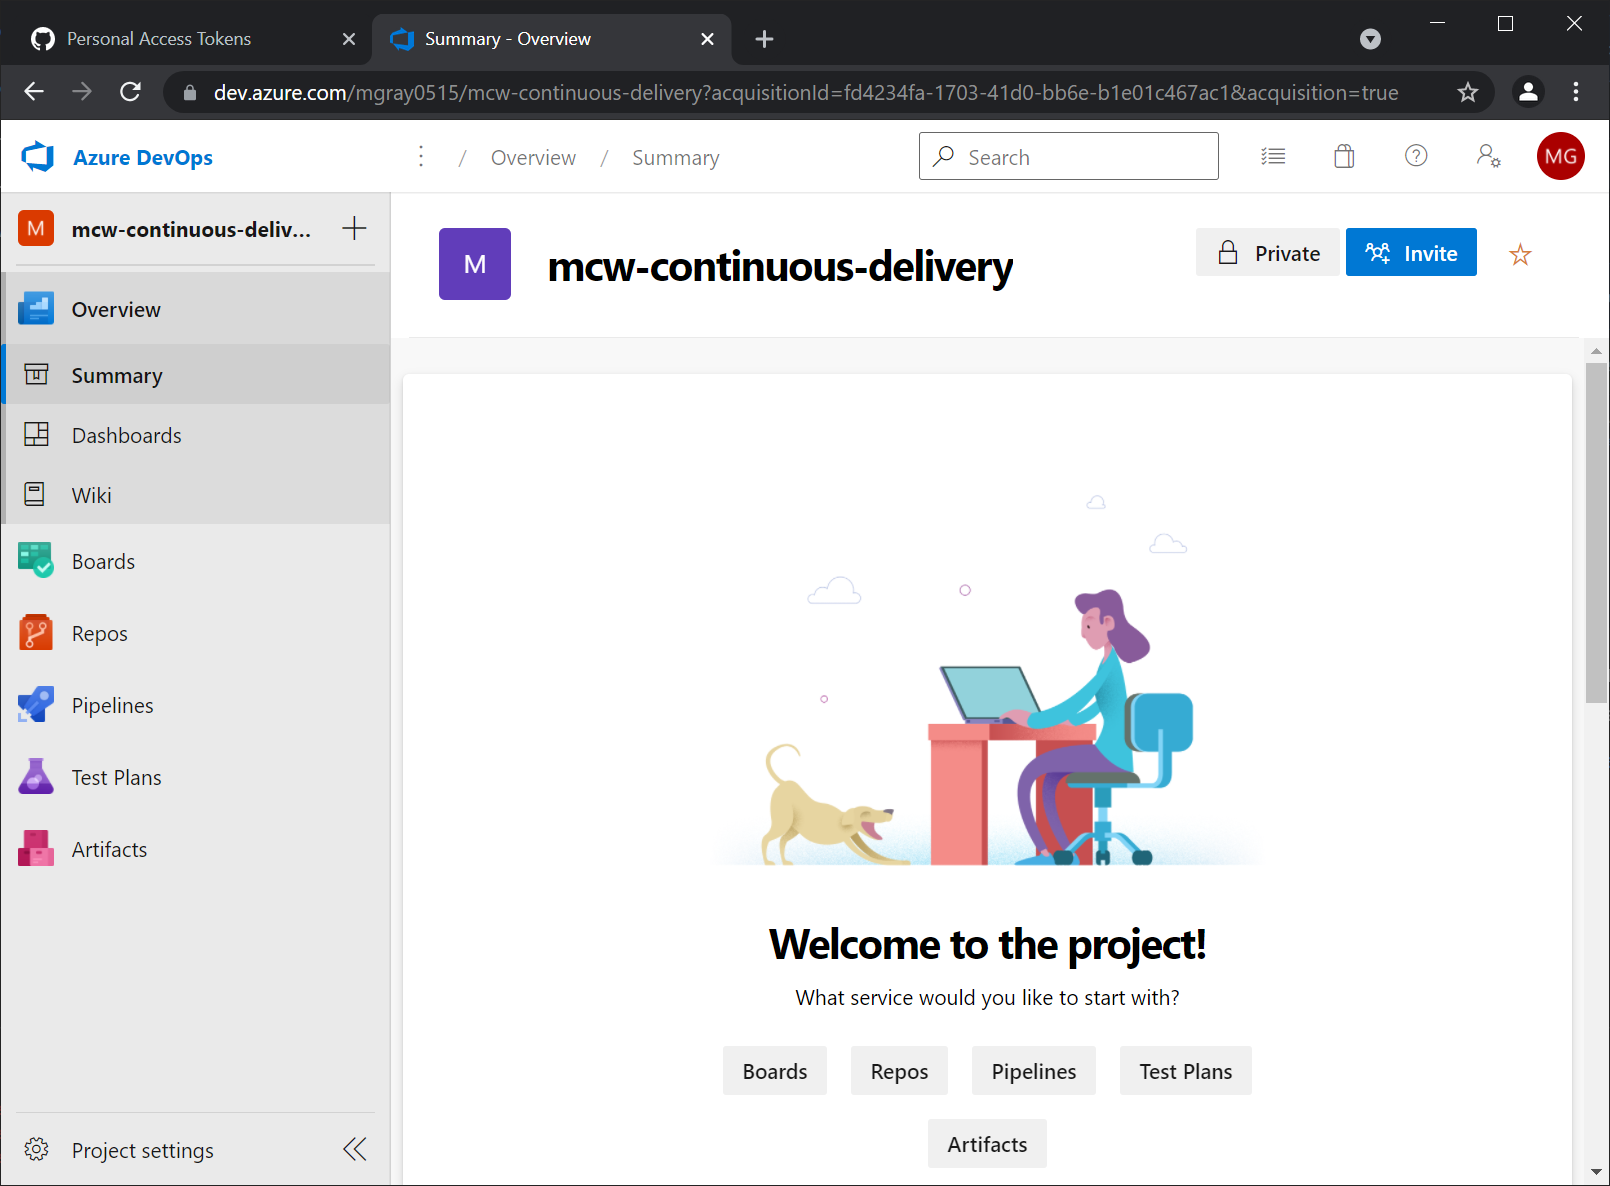 Personal Access Tokens
Summary - Overview
dev.azure.com/mgray0515/mcw-continuous-delivery?acquisitionId=fd4234fa-1703-41d0-bb6e-b1e01c467ac1&acquisition=true
Azure DevOps
/ Overview / Summary
Search
MG
M mcw-continuous-deliv...
Overview
Summary
Dashboards
Wiki
Boards
Repos
Pipelines
Test Plans
Artifacts
Project settings
M mcw-continuous-delivery
Private
Invite
Welcome to the project!
What service would you like to start with?
Boards Repos Pipelines Test Plans
Artifacts